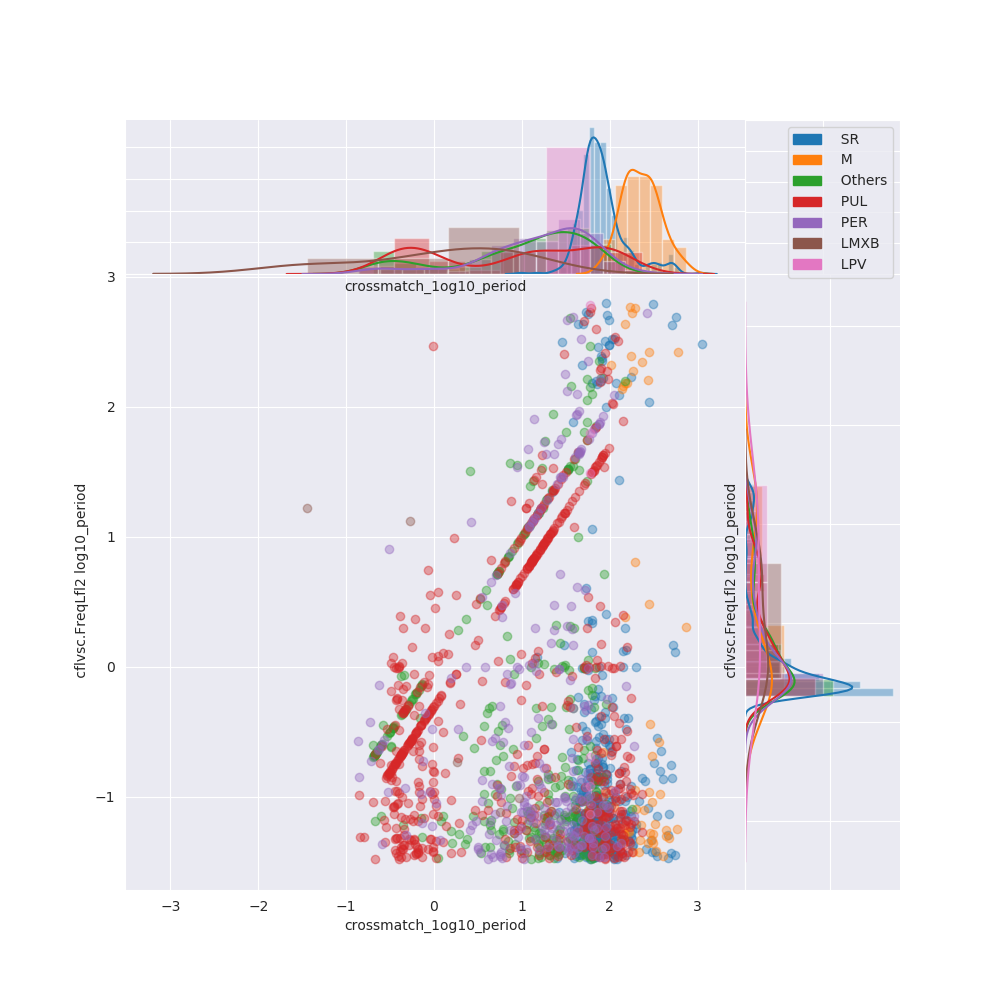 SR
M
Others
PUL
PER
LMXB
LPV
crossmatch_1og10_period
3
2
1
0
−1
cflvsc.FreqLfl2 log10_period
cflvsc.FreqLfl2 log10_period
−3
−2
−1
0
1
2
3
crossmatch_1og10_period